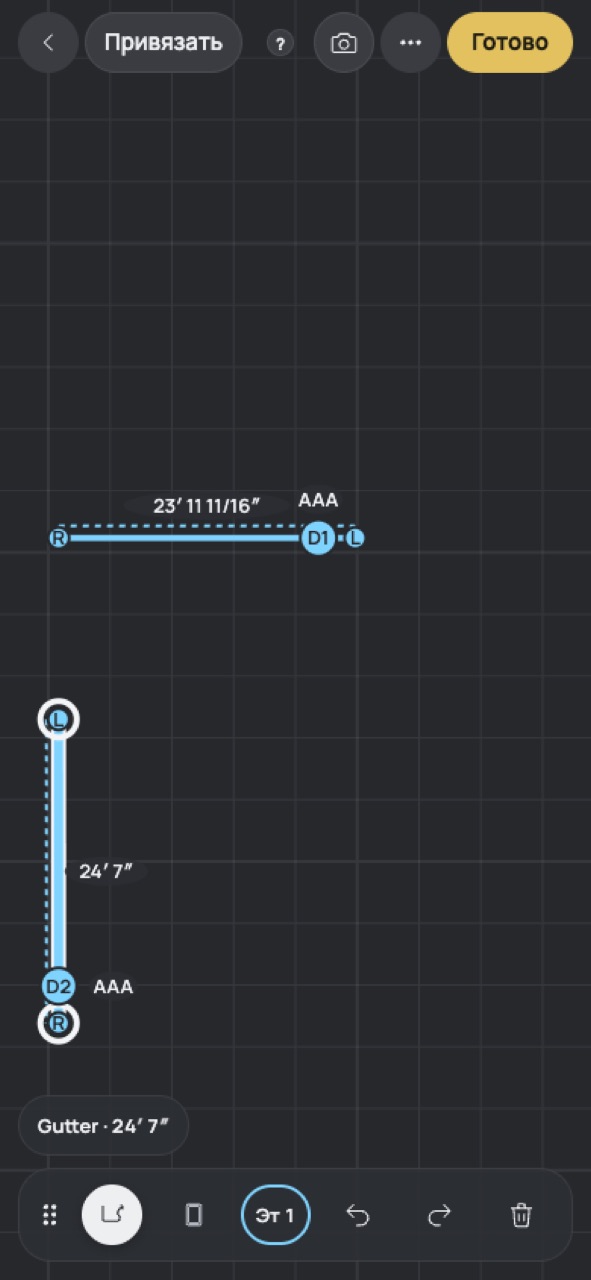 Привязать
?
Готово
23′ 11 11/16″
AAA
R
D1
L
L
24′ 7″
D2
AAA
R
Gutter · 24′ 7″
Эт 1